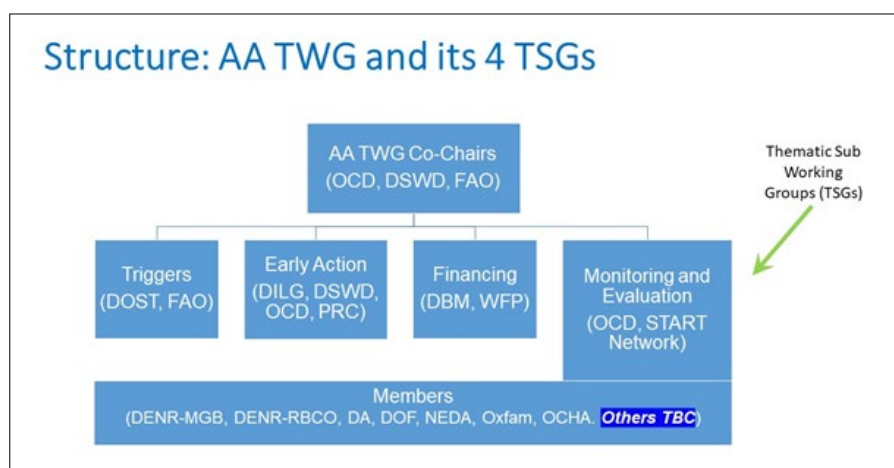 Structure: AA TWG and its 4 TSGs
AA TWG Co-Chairs
(OCD, DSWD, FAO)
Thematic Sub
Working
Groups (TSGs)
Triggers
(DOST, FAO)
Early Action
(DILG, DSWD,
OCD, PRC)
Financing
(DBM, WFP)
Monitoring and
Evaluation
(OCD, START
Network)
Members
(DENR-MGB, DENR-RBCO, DA, DOF, NEDA, Oxfam, OCHA. Others TBC)